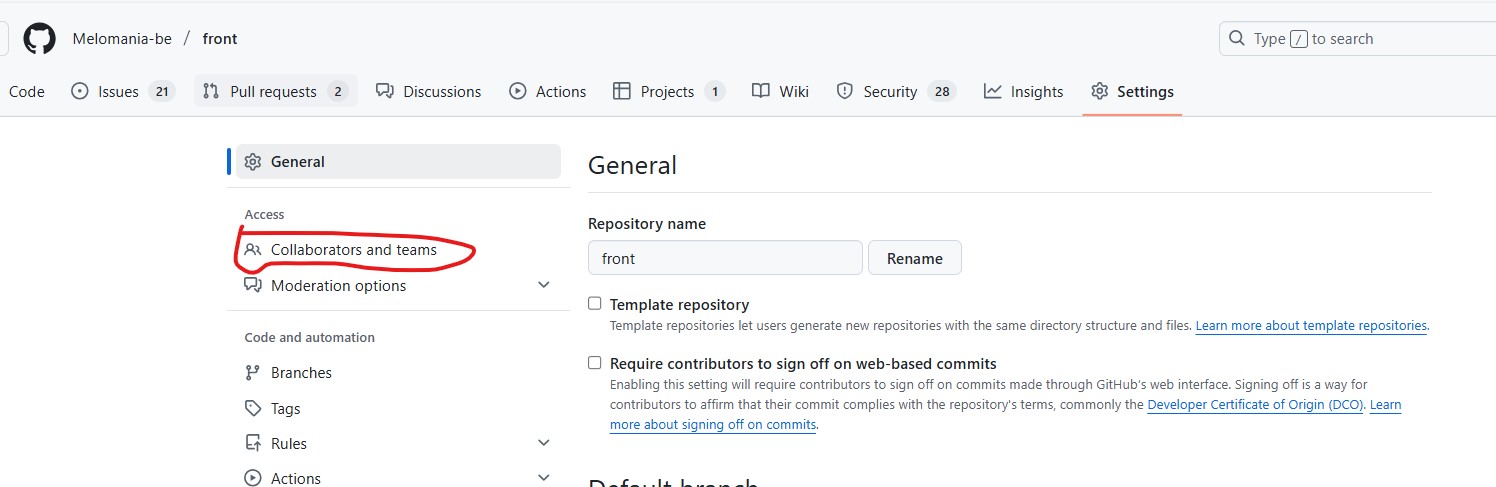 Melomania-be / front
Type / to search
Code Issues 21 Pull requests 2 Discussions Actions Projects 1 Wiki Security 28 Insights Settings
General
Access
Collaborators and teams
Moderation options
Code and automation
Branches
Tags
Rules
Actions
General
Repository name
front Rename
Template repository
Template repositories let users generate new repositories with the same directory structure and files. Learn more about template repositories.
Require contributors to sign off on web-based commits
Enabling this setting will require contributors to sign off on commits made through GitHub's web interface. Signing off is a way for
contributors to affirm that their commit complies with the repository's terms, commonly the Developer Certificate of Origin (DCO). Learn
more about signing off on commits.
Default branch